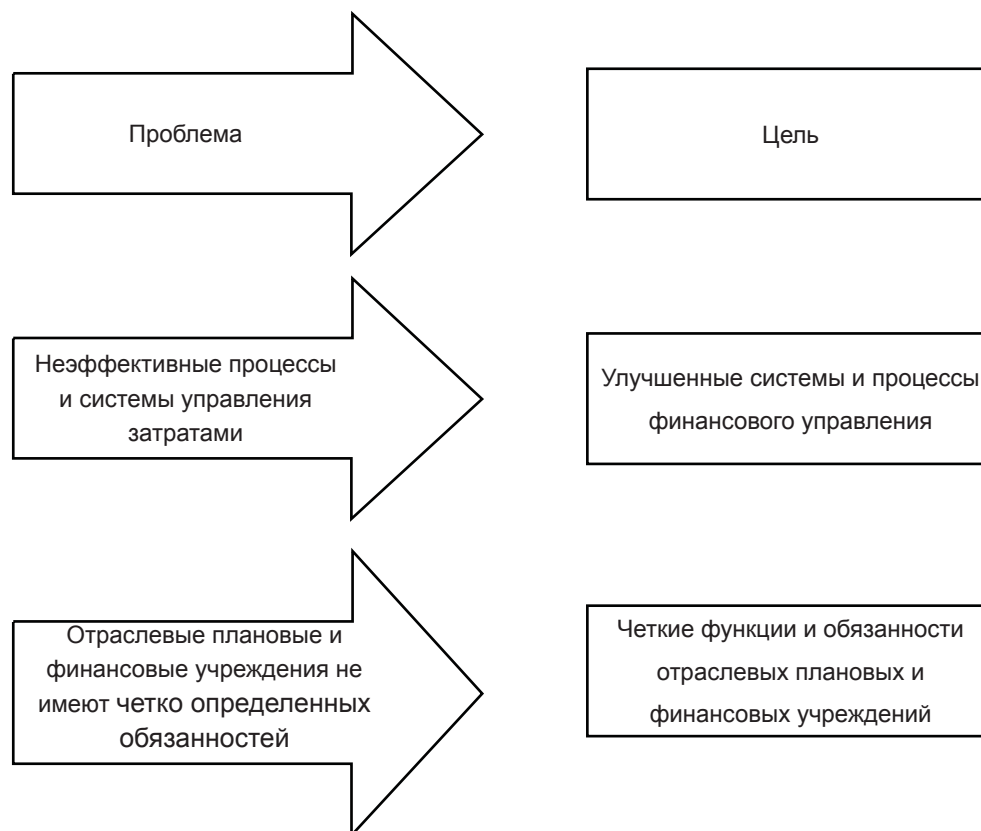 Проблема
Цель
Неэффективные процессы
и системы управления
затратами
Улучшенные системы и процессы
финансового управления
Отраслевые плановые и
финансовые учреждения не
имеют четко определенных
обязанностей
Четкие функции и обязанности
отраслевых плановых и
финансовых учреждений